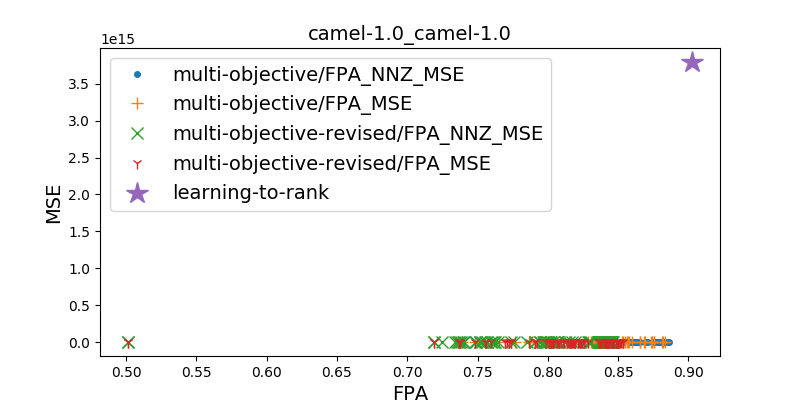 camel-1.0_camel-1.0
1e15
multi-objective/FPA_NNZ_MSE
multi-objective/FPA_MSE
multi-objective-revised/FPA_NNZ_MSE
multi-objective-revised/FPA_MSE
learning-to-rank
MSE
3.5
3.0
2.5
2.0
1.5
1.0
0.5
0.0
0.50 0.55 0.60 0.65 0.70 0.75 0.80 0.85 0.90
FPA